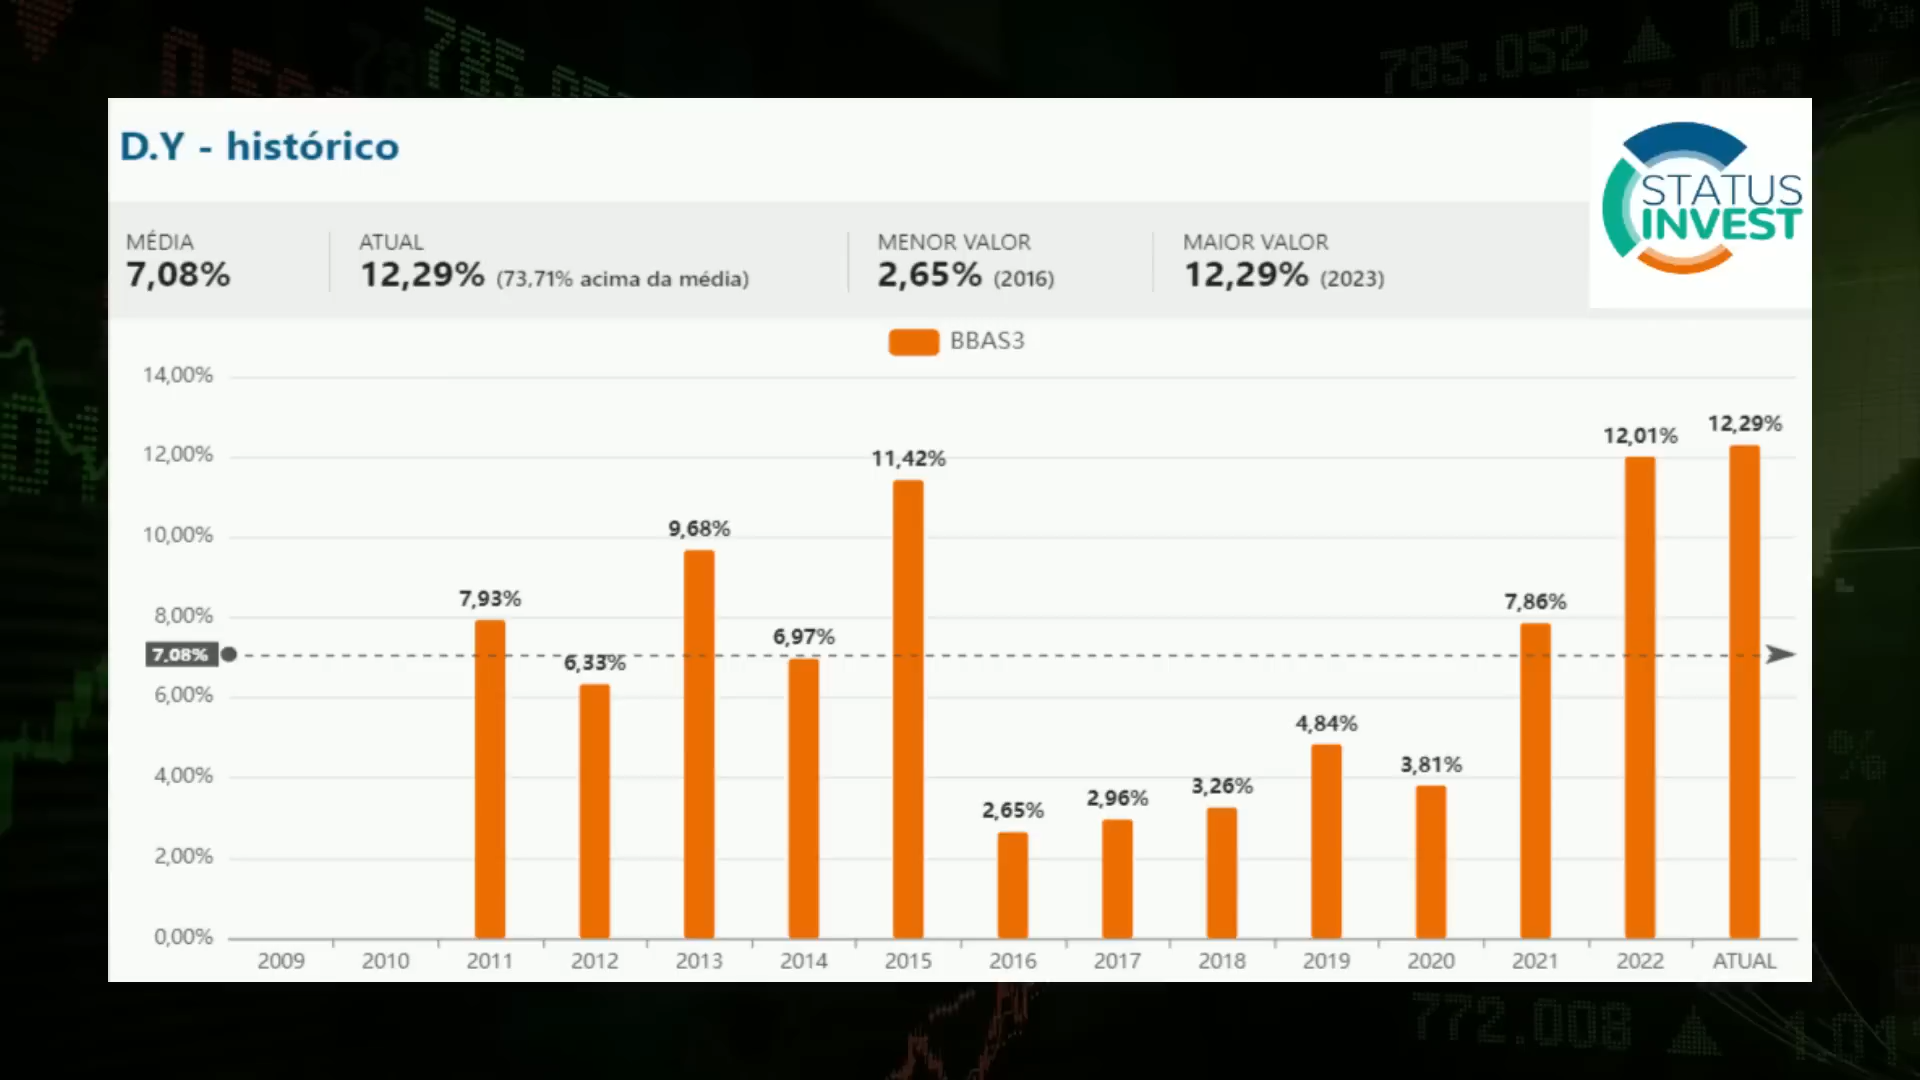 785.052 ▲ 0.41%
D.Y - histórico
STATUS
INVEST
MÉDIA
7,08%
ATUAL
12,29% (73,71% acima da média)
MENOR VALOR
2,65% (2016)
MAIOR VALOR
12,29% (2023)
BBAS3
14,00%
12,00%
10,00%
8,00%
7,08%
6,00%
4,00%
2,00%
0,00%
7,93%
6,33%
9,68%
6,97%
11,42%
2,65%
2,96%
3,26%
4,84%
3,81%
7,86%
12,01%
12,29%
2009 2010 2011 2012 2013 2014 2015 2016 2017 2018 2019 2020 2021 2022 ATUAL
772.008